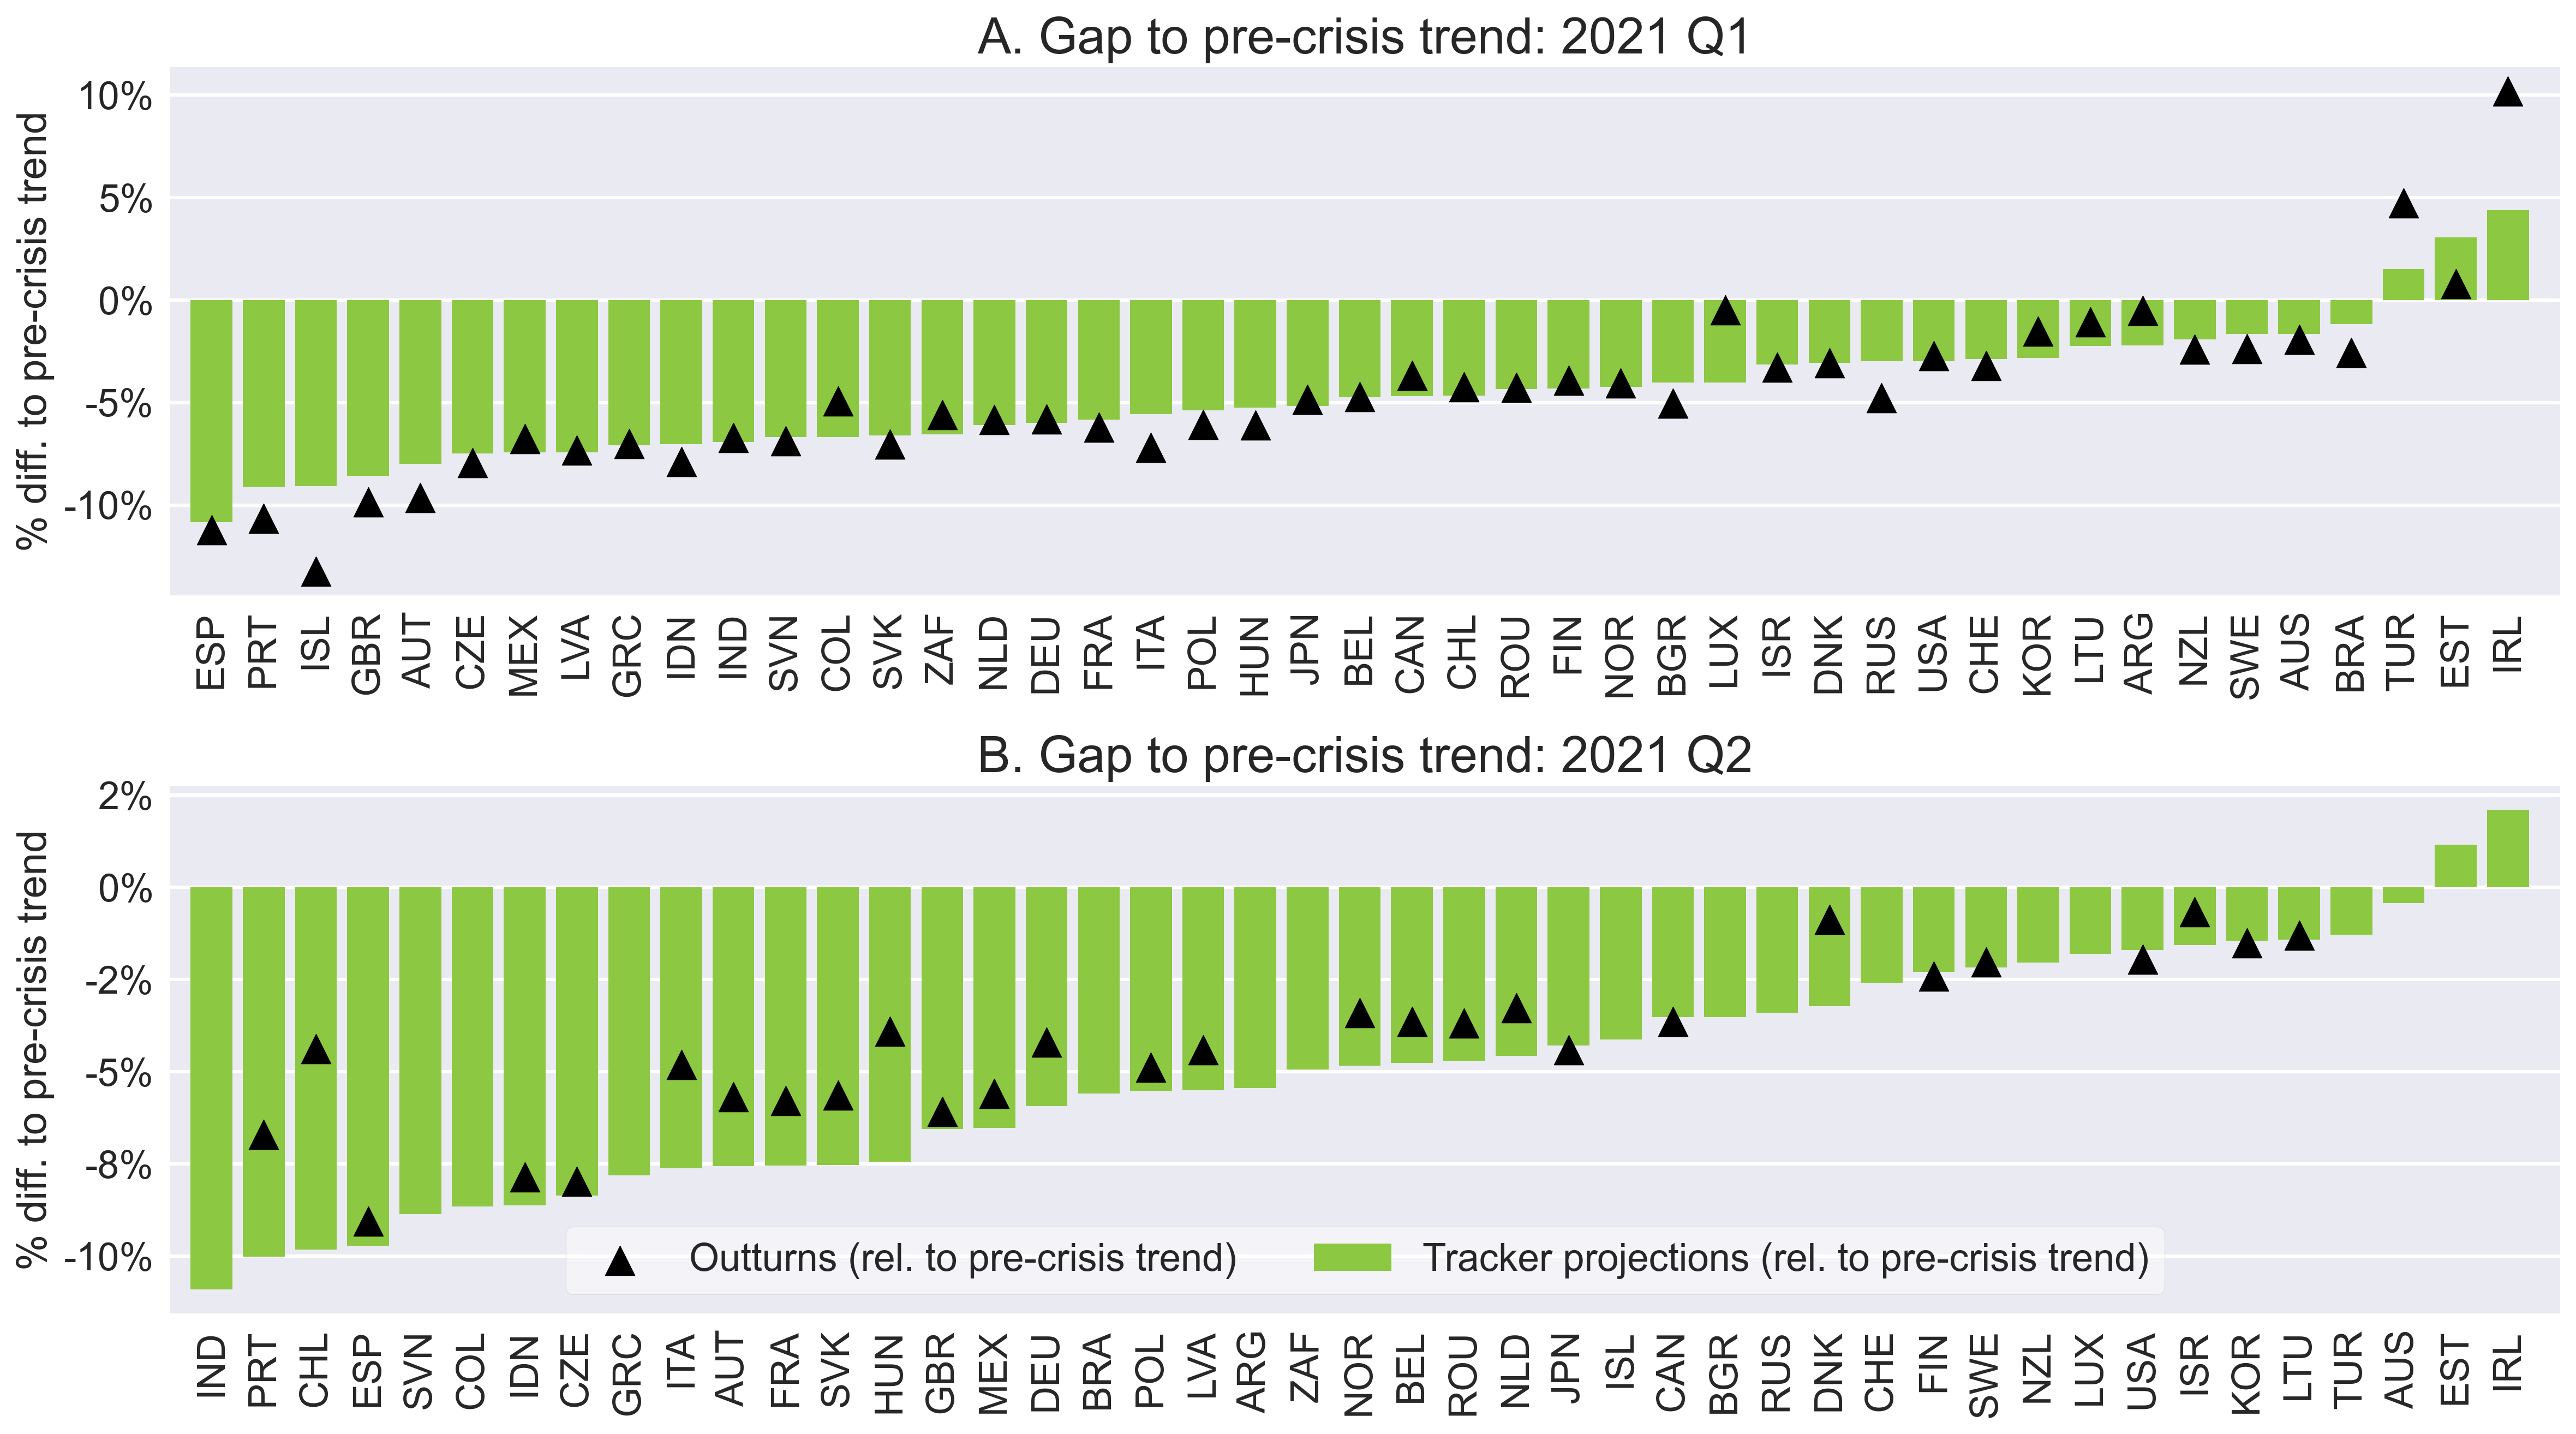 A. Gap to pre-crisis trend: 2021 Q1
% diff. to pre-crisis trend
10%
5%
0%
-5%
-10%
ESP PRT ISL GBR AUT CZE MEX LVA GRC IDN IND SVN COL SVK ZAF NLD DEU FRA ITA POL HUN JPN BEL CAN CHL ROU FIN NOR BGR LUX ISR DNK RUS USA CHE KOR LTU ARG NZL SWE AUS BRA TUR EST IRL
B. Gap to pre-crisis trend: 2021 Q2
% diff. to pre-crisis trend
2%
0%
-2%
-5%
-8%
-10%
Outturns (rel. to pre-crisis trend) Tracker projections (rel. to pre-crisis trend)
IND PRT CHL ESP SVN COL IDN CZE GRC ITA AUT FRA SVK HUN GBR MEX DEU BRA POL LVA ARG ZAF NOR BEL ROU NLD JPN ISL CAN BGR RUS DNK CHE FIN SWE NZL LUX USA ISR KOR LTU TUR AUS EST IRL